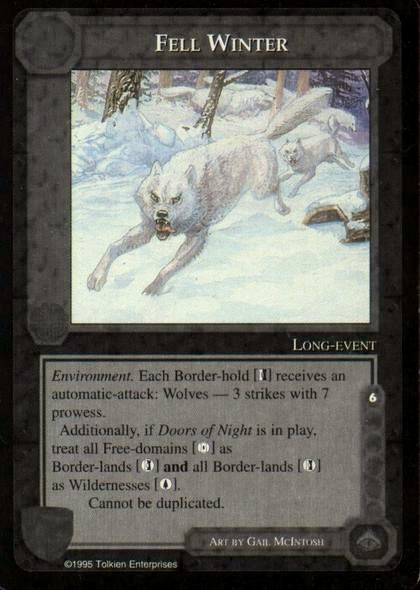 FELL WINTER
LONG-EVENT
Environment. Each Border-hold [] receives an
automatic-attack: Wolves — 3 strikes with 7
prowess.
Additionally, if Doors of Night is in play,
treat all Free-domains [] as
Border-lands [] and all Border-lands []
as Wildernesses [].
Cannot be duplicated.
6
ART BY GAIL MCINTOSH
©1995 Tolkien Enterprises